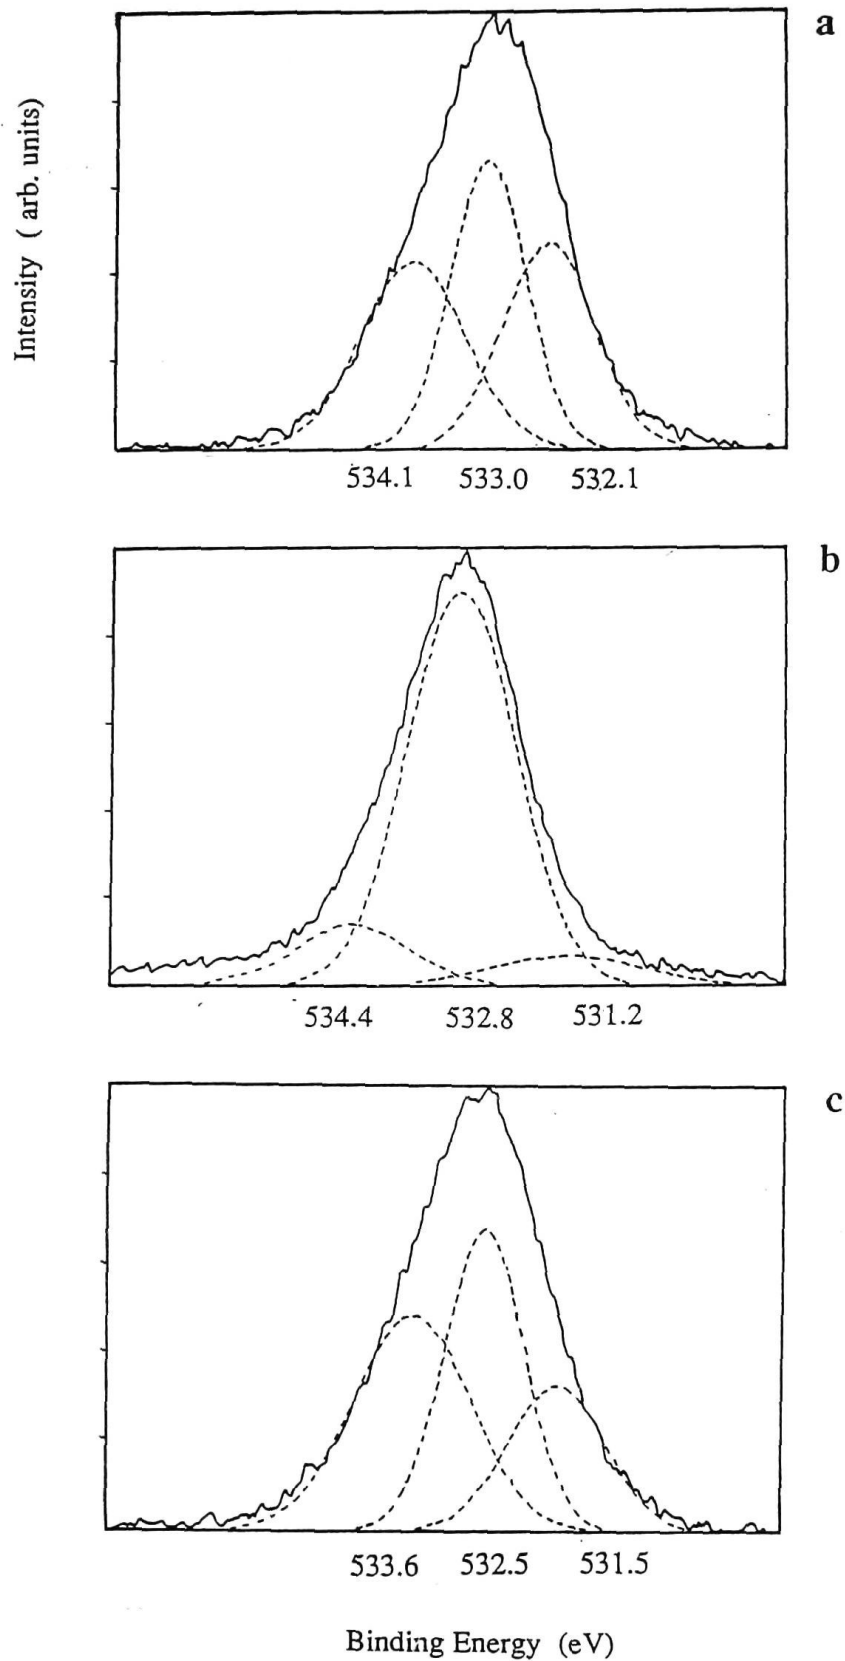 a
Intensity ( arb. units)
534.1 533.0 532.1
b
534.4 532.8 531.2
c
533.6 532.5 531.5
Binding Energy (eV)